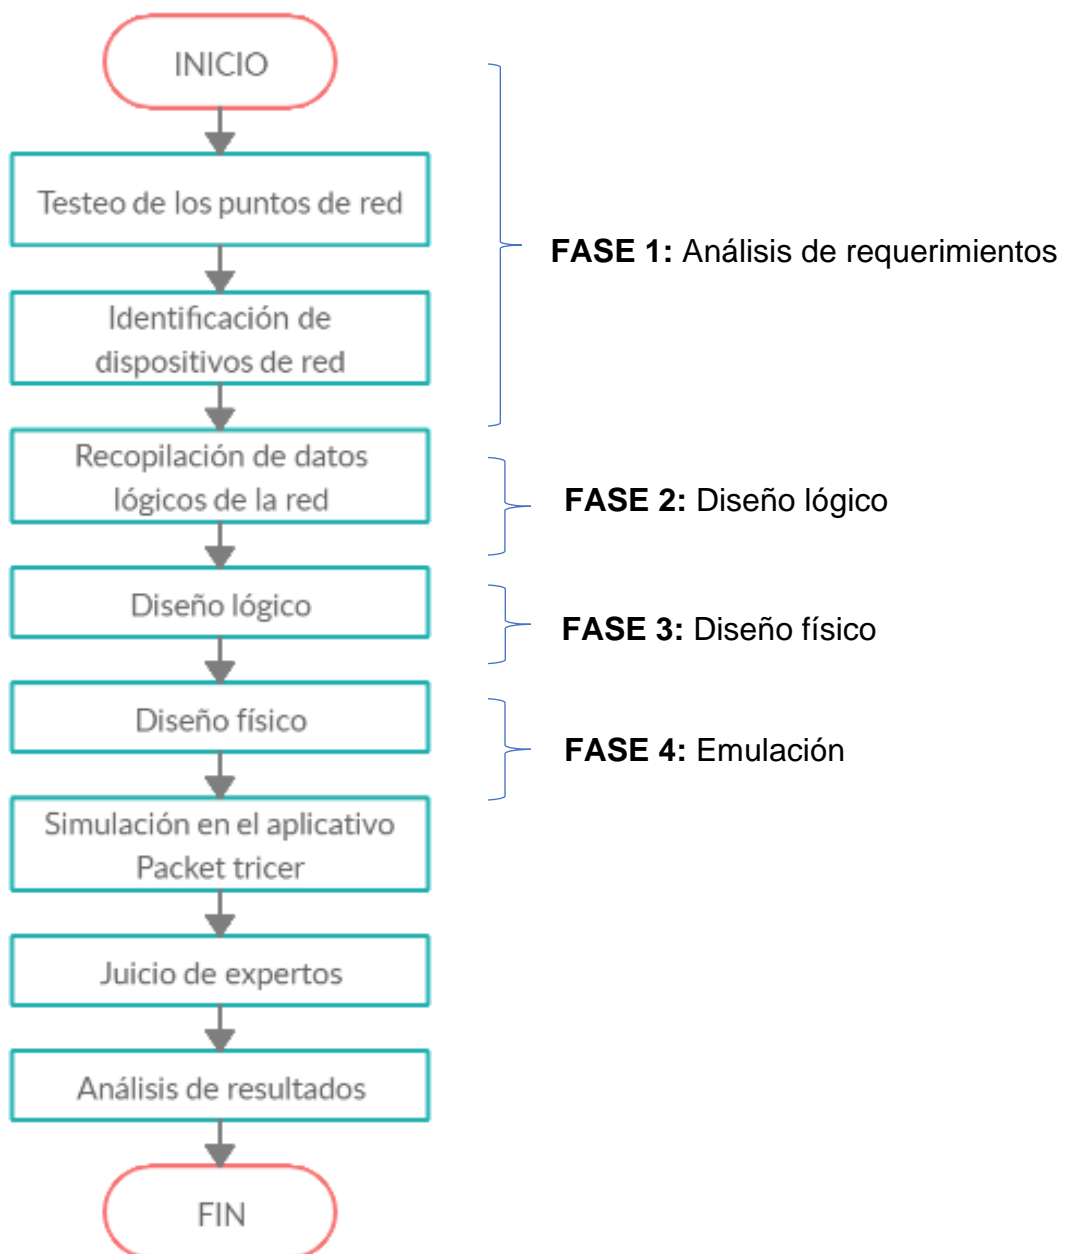 INICIO
Testeo de los puntos de red
FASE 1: Análisis de requerimientos
Identificación de
dispositivos de red
Recopilación de datos
lógicos de la red
FASE 2: Diseño lógico
Diseño lógico
FASE 3: Diseño físico
Diseño físico
FASE 4: Emulación
Simulación en el aplicativo
Packet tricer
Juicio de expertos
Análisis de resultados
FIN